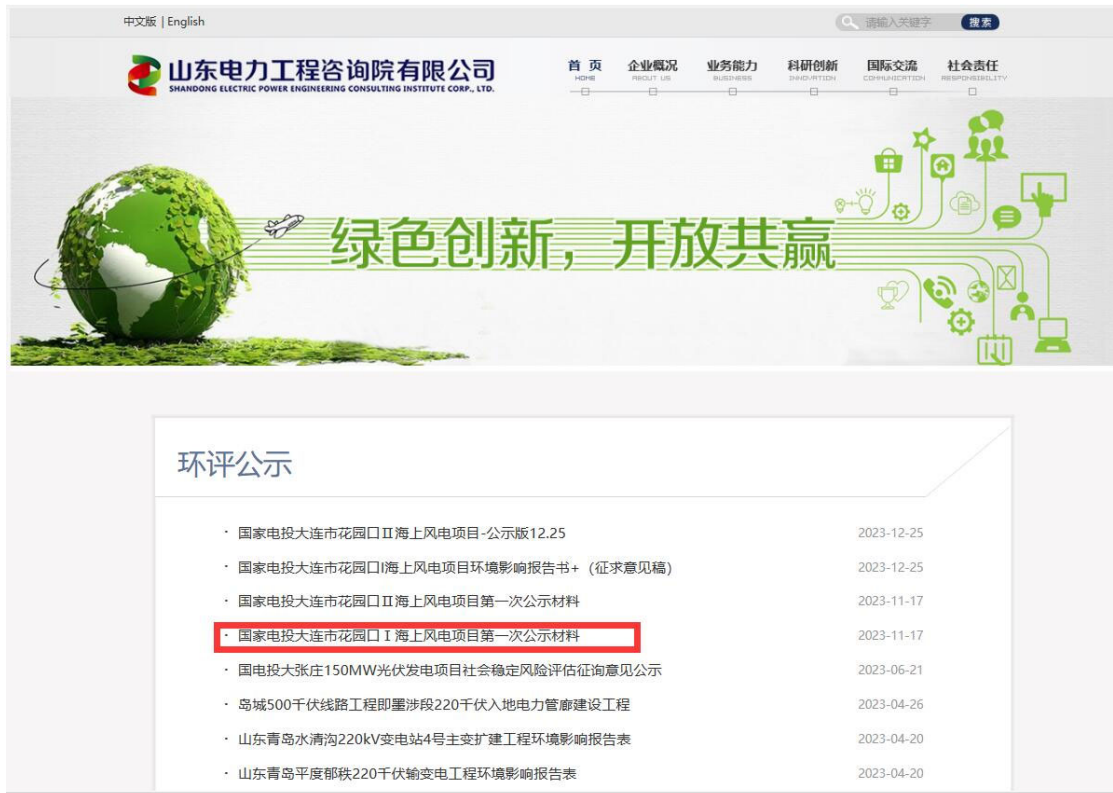 中文版 | English
请输入关键字
搜索
山东电力工程咨询院有限公司
SHANDONG ELECTRIC POWER ENGINEERING CONSULTING INSTITUTE CORP., LTD.
首 页 企业概况 业务能力 科研创新 国际交流 社会责任
HOME ABOUT US BUSINESS INNOVATION COMMUNICATION RESPONSIBILITY
绿色创新，开放共赢
环评公示
· 国家电投大连市花园口Ⅱ海上风电项目-公示版12.25 2023-12-25
· 国家电投大连市花园口I海上风电项目环境影响报告书+（征求意见稿） 2023-12-25
· 国家电投大连市花园口Ⅱ海上风电项目第一次公示材料 2023-11-17
· 国家电投大连市花园口Ⅰ海上风电项目第一次公示材料 2023-11-17
· 国电投大张庄150MW光伏发电项目社会稳定风险评估征询意见公示 2023-06-21
· 岛城500千伏线路工程即墨涉段220千伏入地电力管廊建设工程 2023-04-26
· 山东青岛水清沟220kV变电站4号主变扩建工程环境影响报告表 2023-04-20
· 山东青岛平度郁秩220千伏输变电工程环境影响报告表 2023-04-20